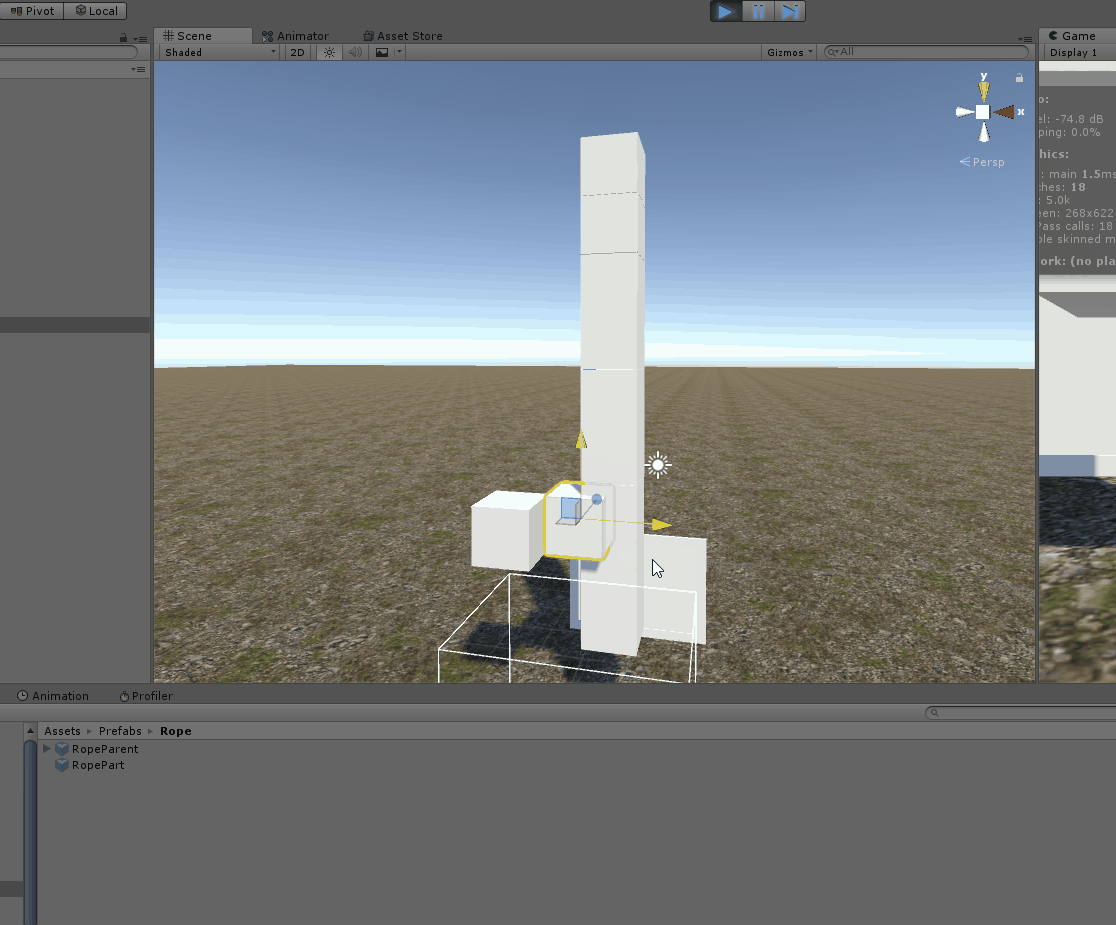 Pivot Local
Scene Animator Asset Store Game
Shaded 2D Gizmos All Display 1
y
x
Persp
o:
el: -74.8 dB
ping: 0.0%
hics:
: main 1.5ms
ches: 18
: 5.0k
een: 268x622
Pass calls: 18
ble skinned m
ork: (no pla
Animation Profiler
Assets Prefabs Rope
RopeParent
RopePart